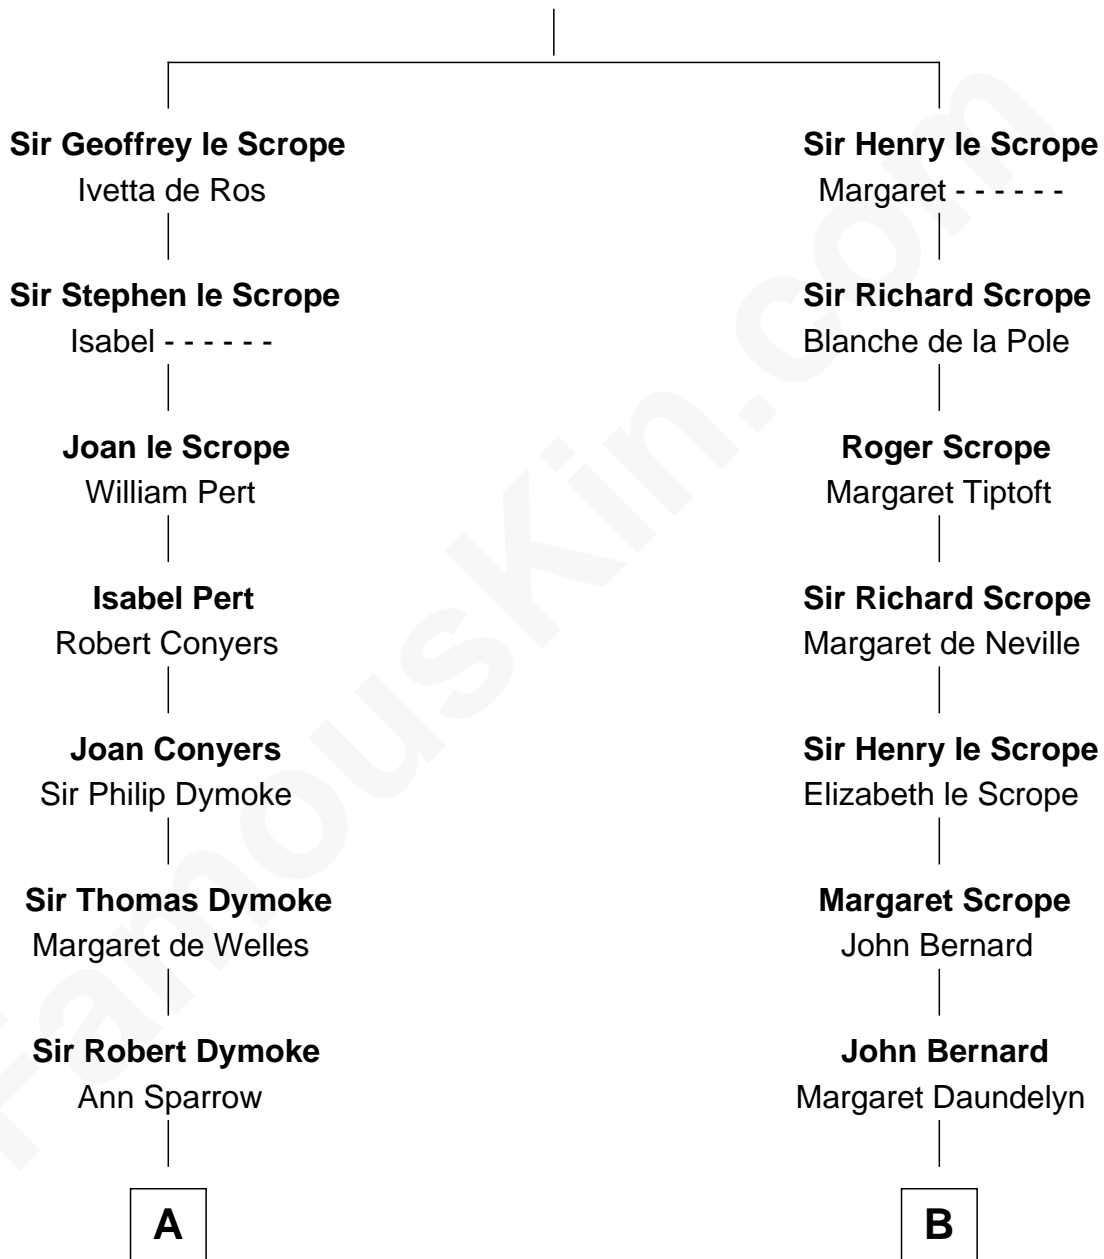 Sir Geoffrey le Scrope
Ivetta de Ros
Sir Stephen le Scrope
Isabel - - - - - -
Joan le Scrope
William Pert
Isabel Pert
Robert Conyers
Joan Conyers
Sir Philip Dymoke
Sir Thomas Dymoke
Margaret de Welles
Sir Robert Dymoke
Ann Sparrow
A
Sir Henry le Scrope
Margaret - - - - - -
Sir Richard Scrope
Blanche de la Pole
Roger Scrope
Margaret Tiptoft
Sir Richard Scrope
Margaret de Neville
Sir Henry le Scrope
Elizabeth le Scrope
Margaret Scrope
John Bernard
John Bernard
Margaret Daundelyn
B
FamousKin.com